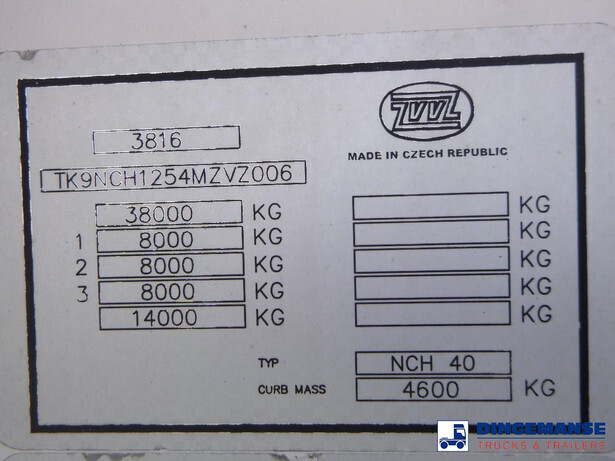 ZVVZ
MADE IN CZECH REPUBLIC
3816
TK9NCH1254MZVZ006
38000 KG KG
1 8000 KG KG
2 8000 KG KG
3 8000 KG KG
14000 KG KG
TYP NCH 40
CURB MASS 4600 KG
DINGEMANSE
TRUCKS & TRAILERS